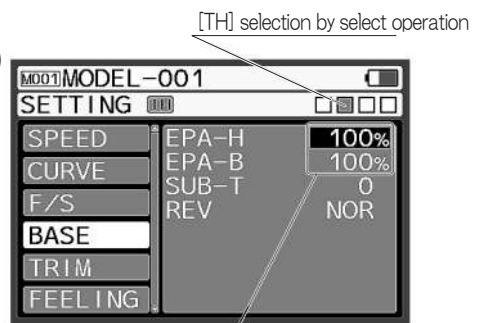 [TH] selection by select operation
M001 MODEL-001
SETTING
SPEED
CURVE
F/S
BASE
TRIM
FEELING
EPA-H 100%
EPA-B 100%
SUB-T 0
REV NOR